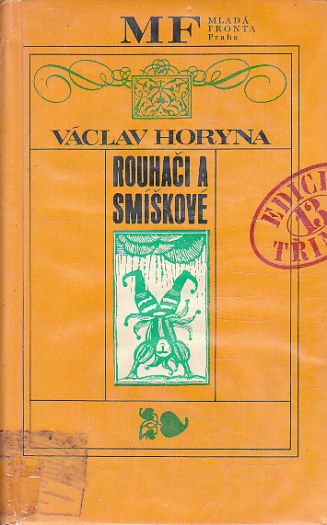 MF
MLADÁ
FRONTA
Praha
VÁCLAV HORYNA
ROUHAČI A
SMÍŠKOVÉ
EDICE
13